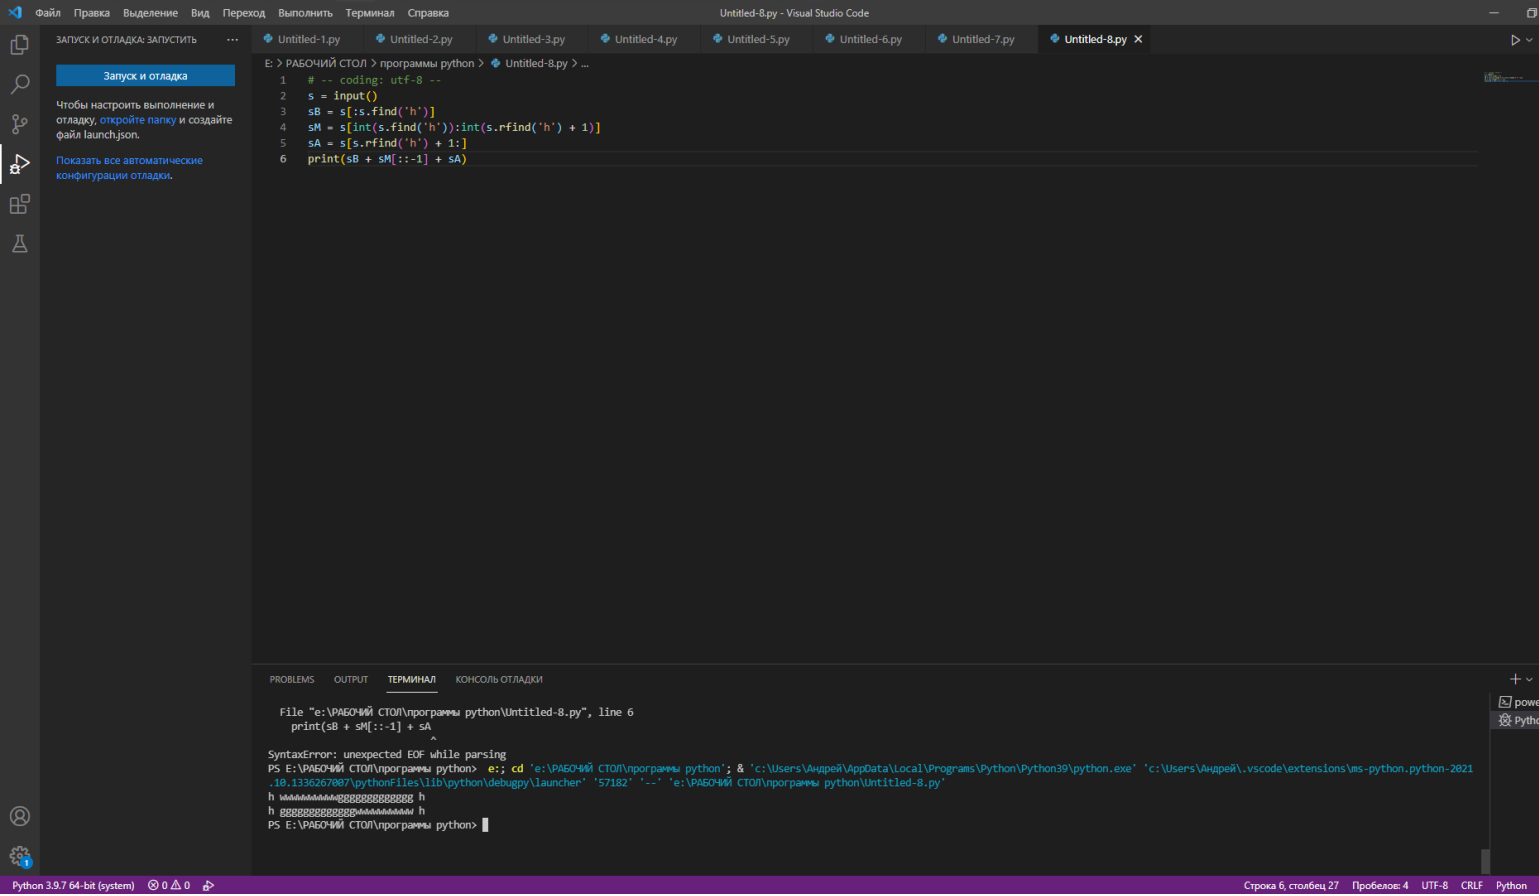 Файл Правка Выделение Вид Переход Выполнить Терминал Справка Untitled-8.py - Visual Studio Code
ЗАПУСК И ОТЛАДКА: ЗАПУСТИТЬ ... Untitled-1.py Untitled-2.py Untitled-3.py Untitled-4.py Untitled-5.py Untitled-6.py Untitled-7.py Untitled-8.py
Запуск и отладка
Чтобы настроить выполнение и
отладку, откройте папку и создайте
файл launch.json.
Показать все автоматические
конфигурации отладки.
E: > РАБОЧИЙ СТОЛ > программы python > Untitled-8.py > ...
1 # -- coding: utf-8 --
2 s = input()
3 sB = s[:s.find('h')]
4 sM = s[int(s.find('h')):int(s.rfind('h') + 1)]
5 sA = s[s.rfind('h') + 1:]
6 print(sB + sM[::-1] + sA)
PROBLEMS OUTPUT ТЕРМИНАЛ КОНСОЛЬ ОТЛАДКИ
File "e:\РАБОЧИЙ СТОЛ\программы python\Untitled-8.py", line 6
print(sB + sM[::-1] + sA
^
SyntaxError: unexpected EOF while parsing
PS E:\РАБОЧИЙ СТОЛ\программы python> e:; cd 'e:\РАБОЧИЙ СТОЛ\программы python'; & 'c:\Users\Андрей\AppData\Local\Programs\Python\Python39\python.exe' 'c:\Users\Андрей\.vscode\extensions\ms-python.python-2021
.10.1336267007\pythonFiles\lib\python\debugpy\launcher' '57182' '--' 'e:\РАБОЧИЙ СТОЛ\программы python\Untitled-8.py'
h wwwwwwwwwwggggggggggggg h
h gggggggggggggwwwwwwwwww h
PS E:\РАБОЧИЙ СТОЛ\программы python>
powe
Pytho
1
Python 3.9.7 64-bit (system) 0 0 Строка 6, столбец 27 Пробелов: 4 UTF-8 CRLF Python